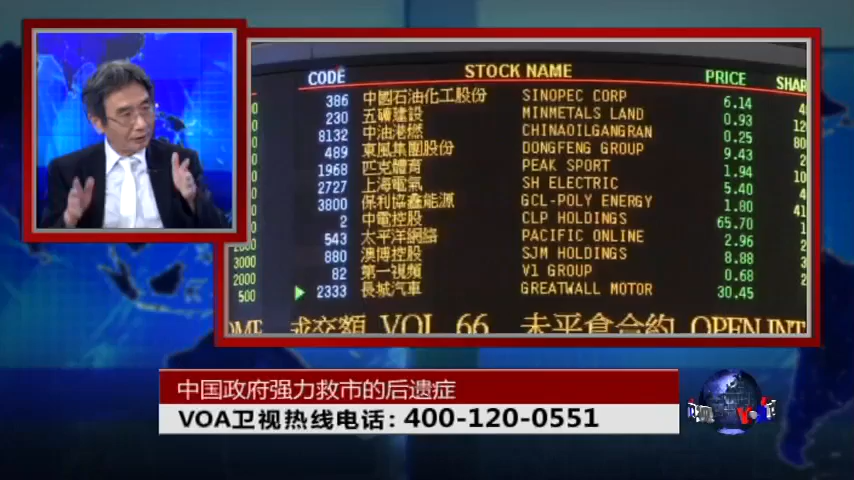 CODE STOCK NAME PRICE SHAR
386 中國石油化工股份 SINOPEC CORP 6.14
230 五礦建設 MINMETALS LAND 0.93
8132 中油港燃 CHINAOILGANGRAN 0.25
489 東風集團股份 DONGFENG GROUP 9.43
1968 匹克體育 PEAK SPORT 1.94
2727 上海電氣 SH ELECTRIC 5.40
3800 保利協鑫能源 GCL-POLY ENERGY 1.80
2 中電控股 CLP HOLDINGS 65.70
543 太平洋網絡 PACIFIC ONLINE 2.96
3000 880 澳博控股 SJM HOLDINGS 8.88
2000 82 第一視頻 V1 GROUP 0.68
500 2333 長城汽車 GREATWALL MOTOR 30.45
成交額 VOL 66 未平倉合約 OPEN INT
中国政府强力救市的后遗症
VOA卫视热线电话：400-120-0551